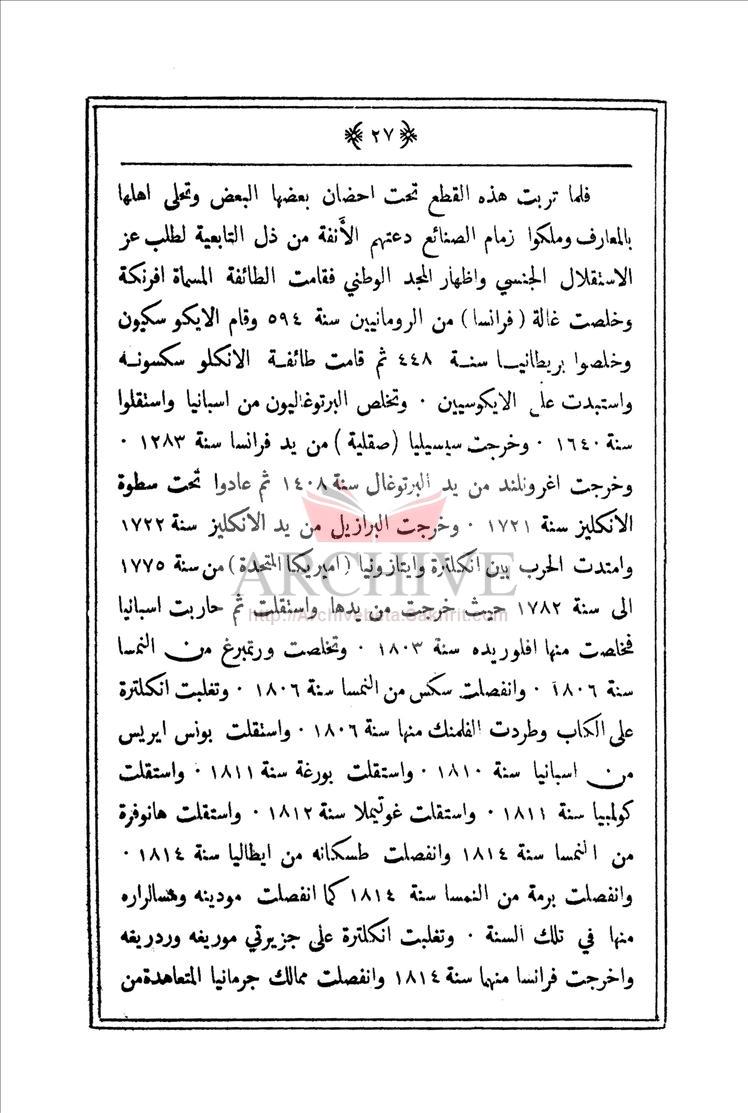 ﴿ ٢٧ ﴾
فلما تربت هذه القطع تحت احضان بعضها البعض وتحلى اهلها
بالمعارف وملكوا زمام الصنائع دعتهم الأَنفة من ذل التابعية لطلب عز
الاستقلال الجنسي واظهار المجد الوطني فقامت الطائفة المسماة افرنكة
وخلصت غالة (فرانسا) من الرومانيين سنة ٥٩٤ وقام الايكو سكيون
وخلصوا بريطانيا سنة ٤٤٨ ثم قامت طائفة الانكلو سكسونه
واستبدت على الايكوسيين ٠ وتخلص البرتوغاليون من اسبانيا واستقلوا
سنة ١٦٤٠ ٠ وخرجت سيسيليا (صقلية) من يد فرانسا سنة ١٢٨٣ ٠
وخرجت اغرونلند من يد البرتوغال سنة ١٤٠٨ ثم عادوا تحت سطوة
الانكليز سنة ١٧٢١ ٠ وخرجت البرازيل من يد الانكليز سنة ١٧٢٢
وامتدت الحرب بين انكلترة وايتازونيا (اميريكا المتحدة) من سنة ١٧٧٥
الى سنة ١٧٨٢ حيث خرجت من يدها واستقلت ثم حاربت اسبانيا
فخلصت منها افلوريده سنة ١٨٠٣ ٠ وتخلصت ورتمبرغ من النمسا
سنة ١٨٠٦ ٠ وانفصلت سكس من النمسا سنة ١٨٠٦ ٠ وتغلبت انكلترة
على الكاب وطردت الفلمنك منها سنة ١٨٠٦ ٠ واستقلت بونس ايريس
من اسبانيا سنة ١٨١٠ ٠ واستقلت بورغة سنة ١٨١١ ٠ واستقلت
كولمبيا سنة ١٨١١ ٠ واستقلت غوتيملا سنة ١٨١٢ ٠ واستقلت هانوفرة
من النمسا سنة ١٨١٤ وانفصلت طسكانه من ايطاليا سنة ١٨١٤ ٠
وانفصلت برمة من النمسا سنة ١٨١٤ كما انفصلت مودينه وهسالراره
منها في تلك السنة ٠ وتغلبت انكلترة على جزيرتي موريغه وردريغه
واخرجت فرانسا منهما سنة ١٨١٤ وانفصلت ممالك جرمانيا المتعاهدة من
ARCHIVE
http://Archivebeta.Sakhrit.com